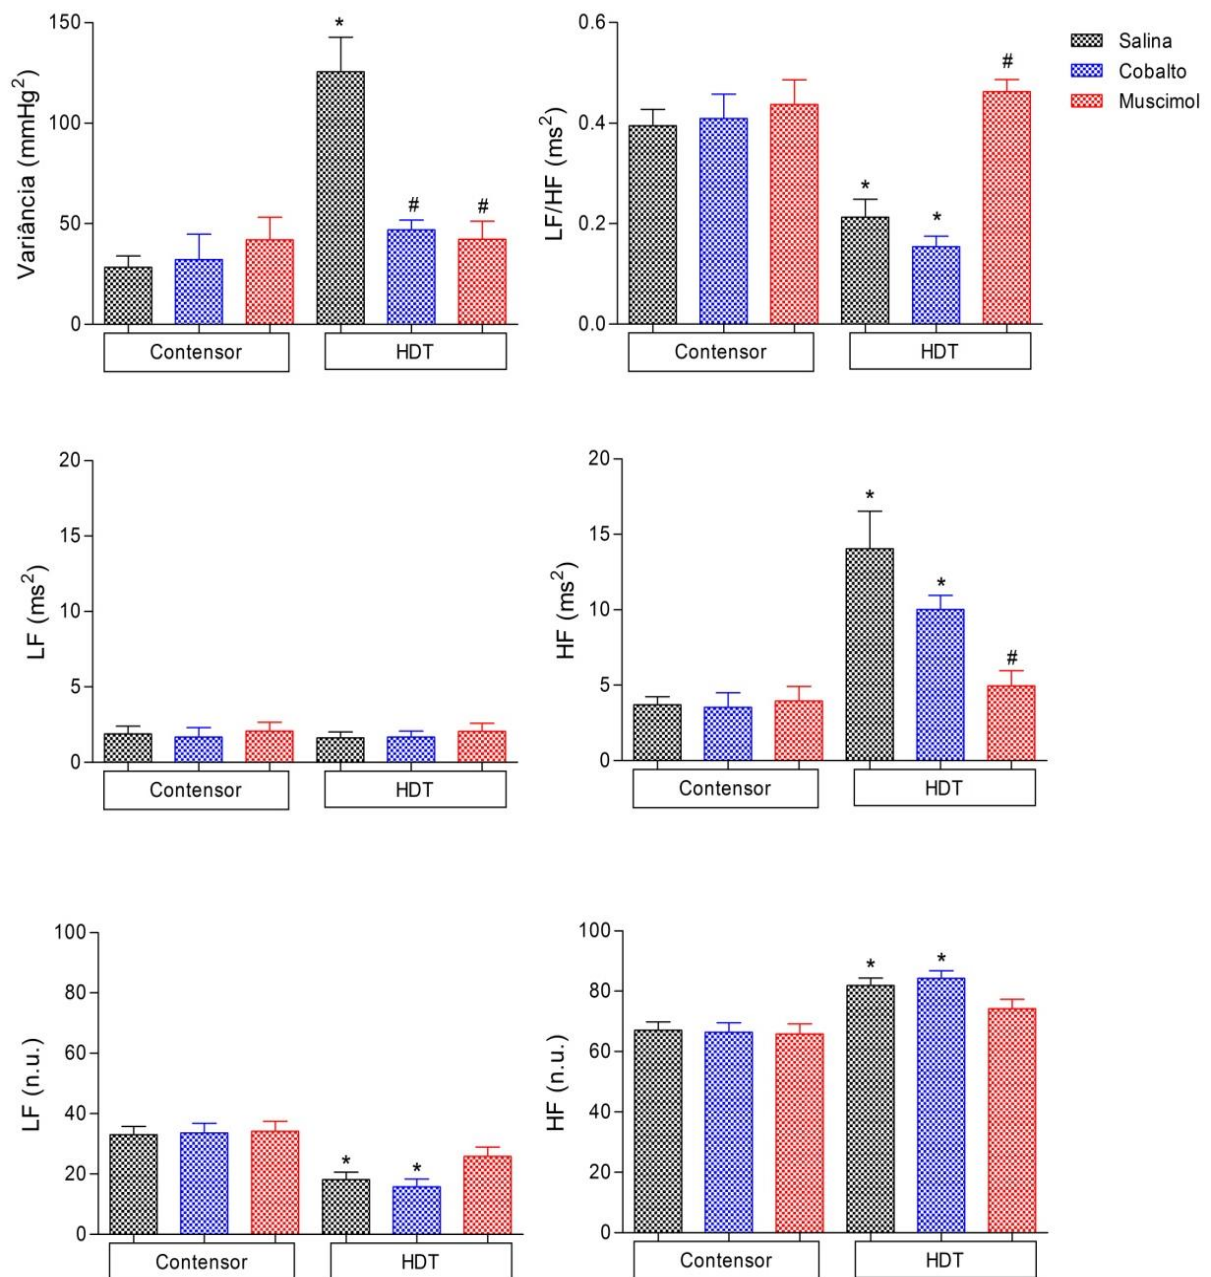 150
100
50
0
Variância (mmHg²)
*
#
#
Contensor
HDT
0.6
0.4
0.2
0.0
LF/HF (ms²)
*
*
#
Contensor
HDT
Salina
Cobalto
Muscimol
20
15
10
5
0
LF (ms²)
Contensor
HDT
20
15
10
5
0
HF (ms²)
*
*
#
Contensor
HDT
100
80
60
40
20
0
LF (n.u.)
*
*
Contensor
HDT
100
80
60
40
20
0
HF (n.u.)
*
*
Contensor
HDT